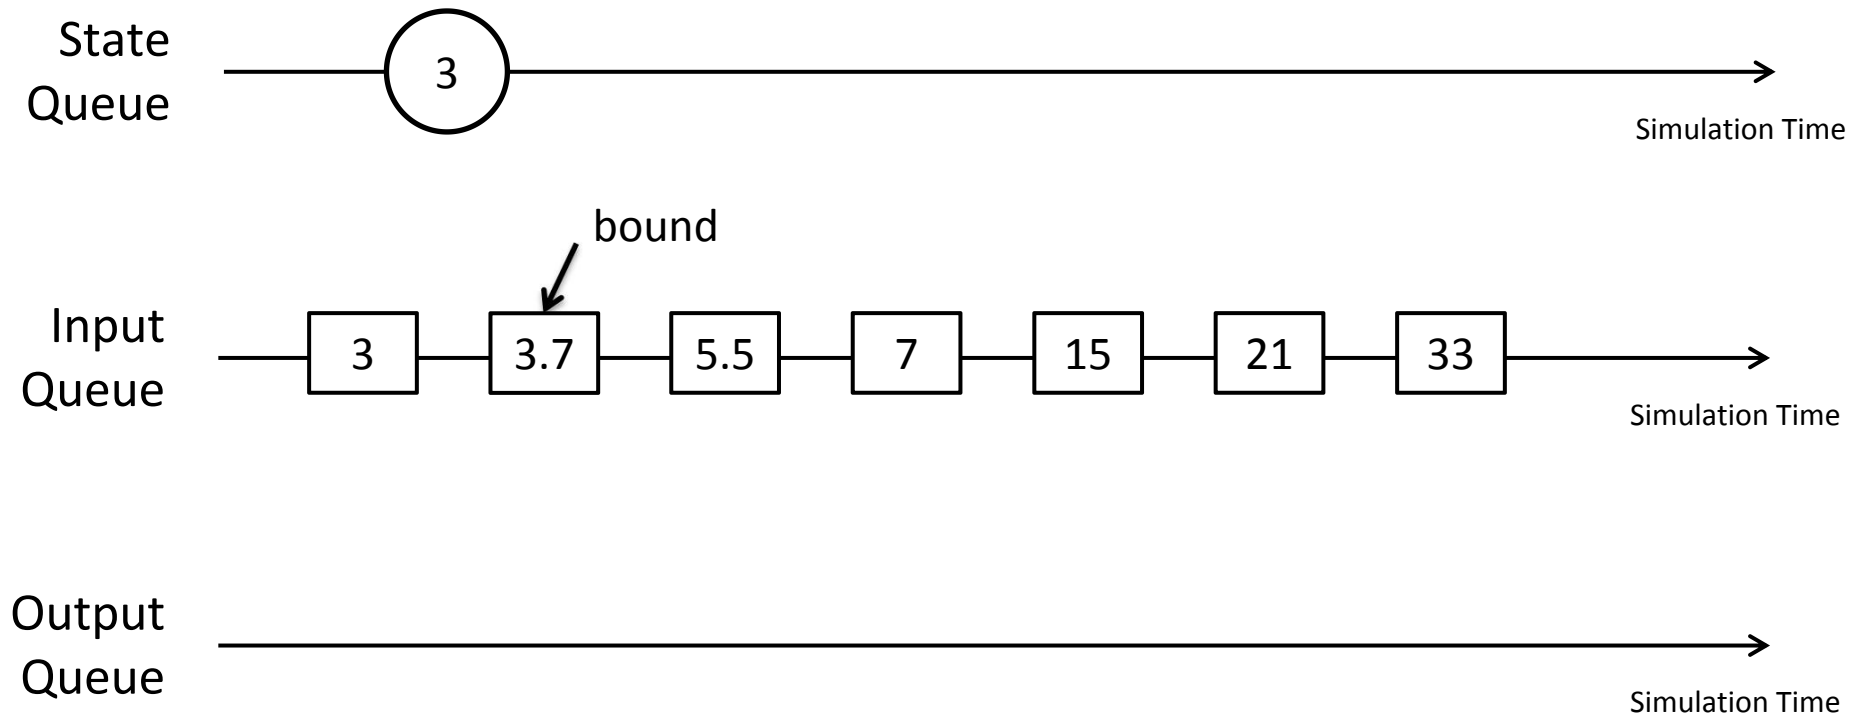 State
Queue
3
Simulation Time
bound
Input
Queue
3 3.7 5.5 7 15 21 33
Simulation Time
Output
Queue
Simulation Time